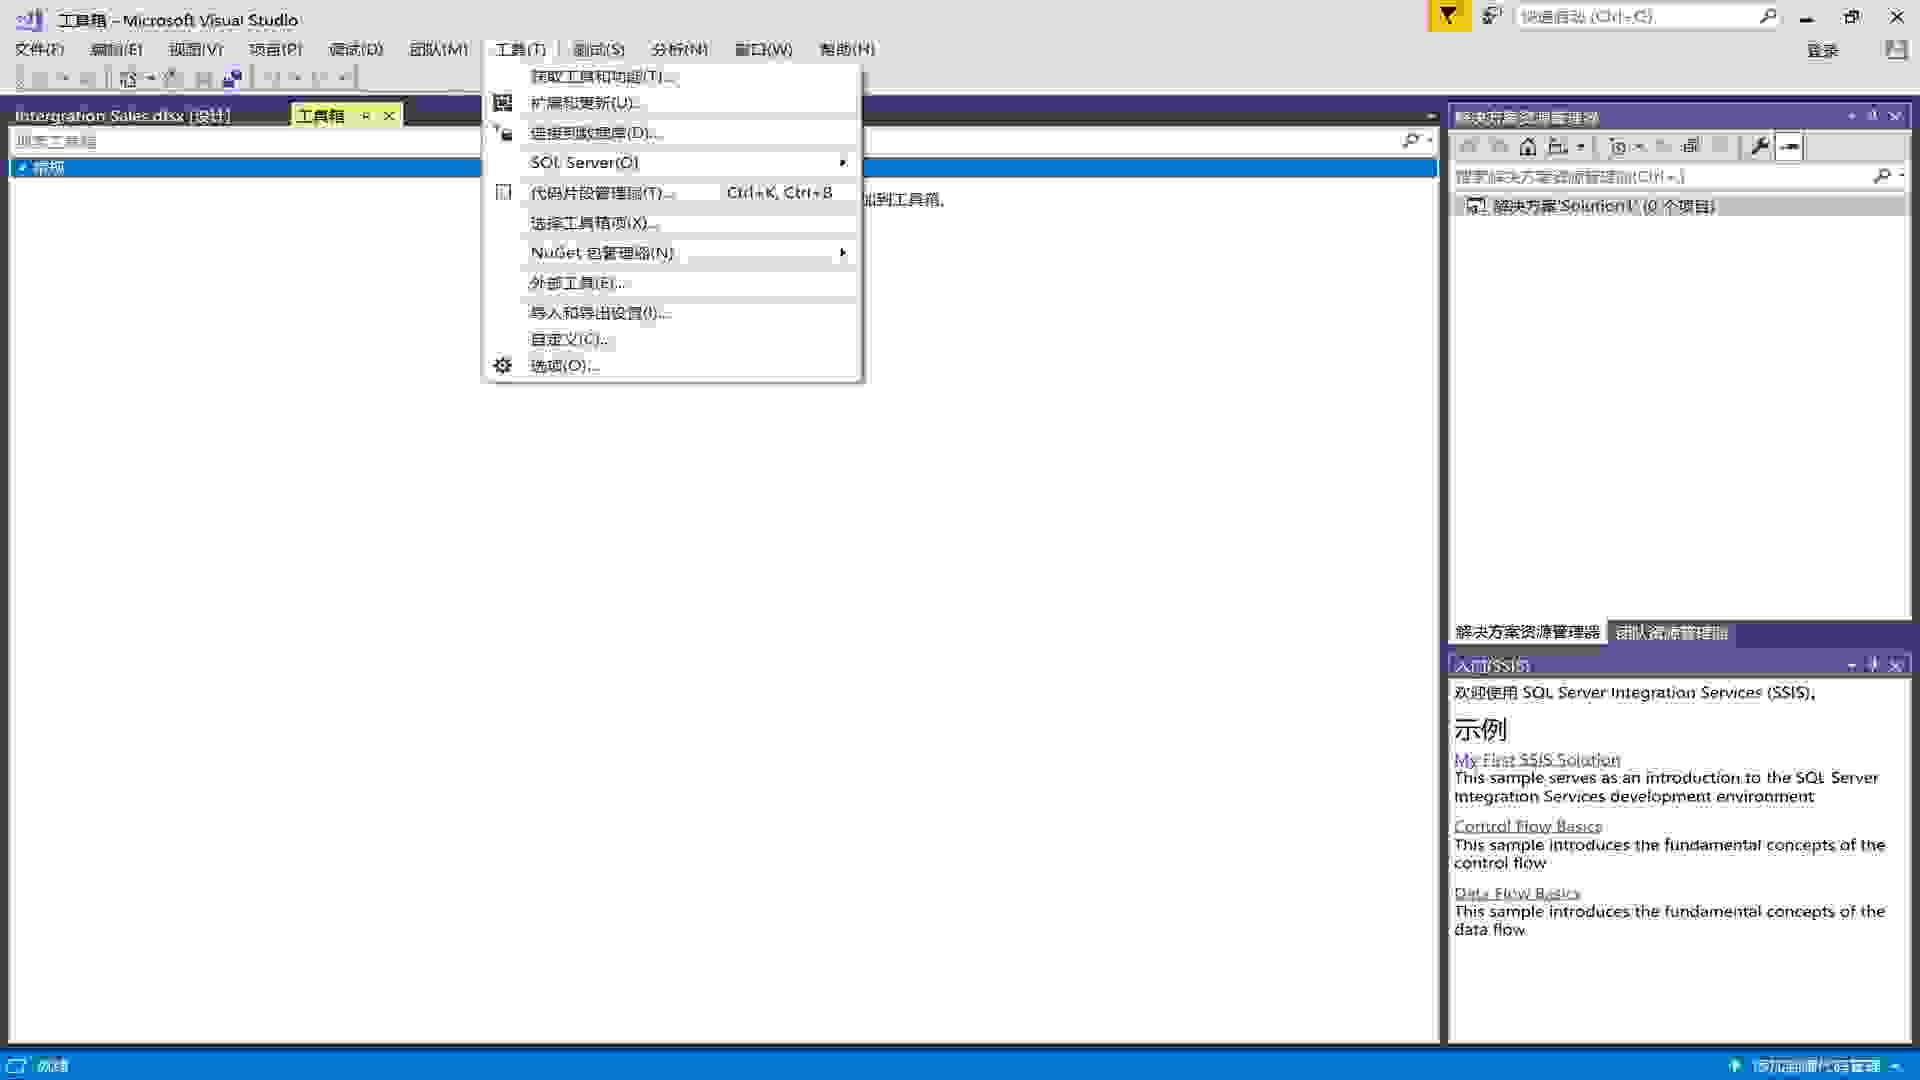 工具箱 - Microsoft Visual Studio
快速启动 (Ctrl+Q)
文件(F) 编辑(E) 视图(V) 项目(P) 调试(D) 团队(M) 工具(T) 测试(S) 分析(N) 窗口(W) 帮助(H)
登录
获取工具和功能(T)...
扩展和更新(U)...
连接到数据库(D)...
SQL Server(Q)
代码片段管理器(T)... Ctrl+K, Ctrl+B
选择工具箱项(X)...
NuGet 包管理器(N)
外部工具(E)...
导入和导出设置(I)...
自定义(C)...
选项(O)...
Intergration Sales.dtsx [设计]
工具箱
搜索工具箱
常规
加到工具箱。
解决方案资源管理器
搜索解决方案资源管理器(Ctrl+;)
解决方案'Solution1' (0 个项目)
解决方案资源管理器 团队资源管理器
入门(SSIS)
欢迎使用 SQL Server Integration Services (SSIS)。
示例
My First SSIS Solution
This sample serves as an introduction to the SQL Server
Integration Services development environment
Control Flow Basics
This sample introduces the fundamental concepts of the
control flow
Data Flow Basics
This sample introduces the fundamental concepts of the
data flow.
就绪
添加到源代码管理